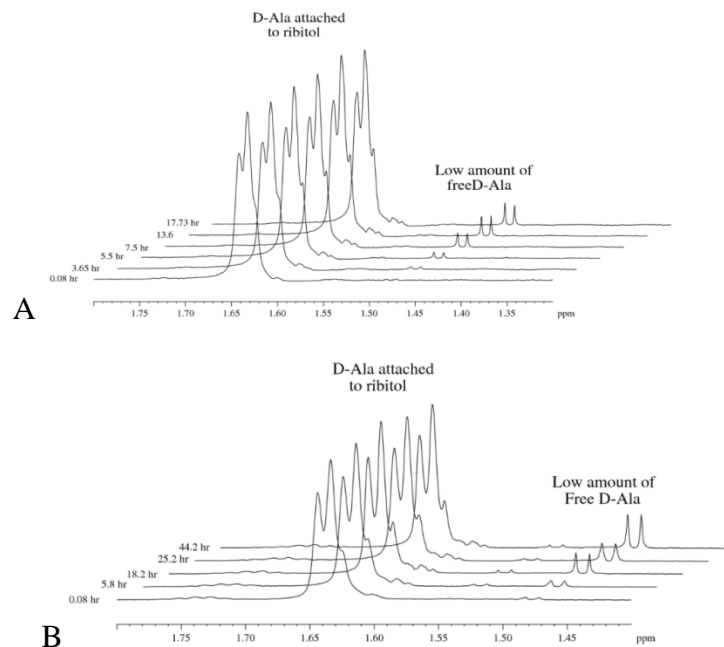 D-Ala attached
to ribitol
Low amount of
freeD-Ala
17.73 hr
13.6
7.5 hr
5.5 hr
3.65 hr
0.08 hr
1.75 1.70 1.65 1.60 1.55 1.50 1.45 1.40 1.35 ppm
A
D-Ala attached
to ribitol
Low amount of
Free D-Ala
44.2 hr
25.2 hr
18.2 hr
5.8 hr
0.08 hr
1.75 1.70 1.65 1.60 1.55 1.50 1.45 ppm
B